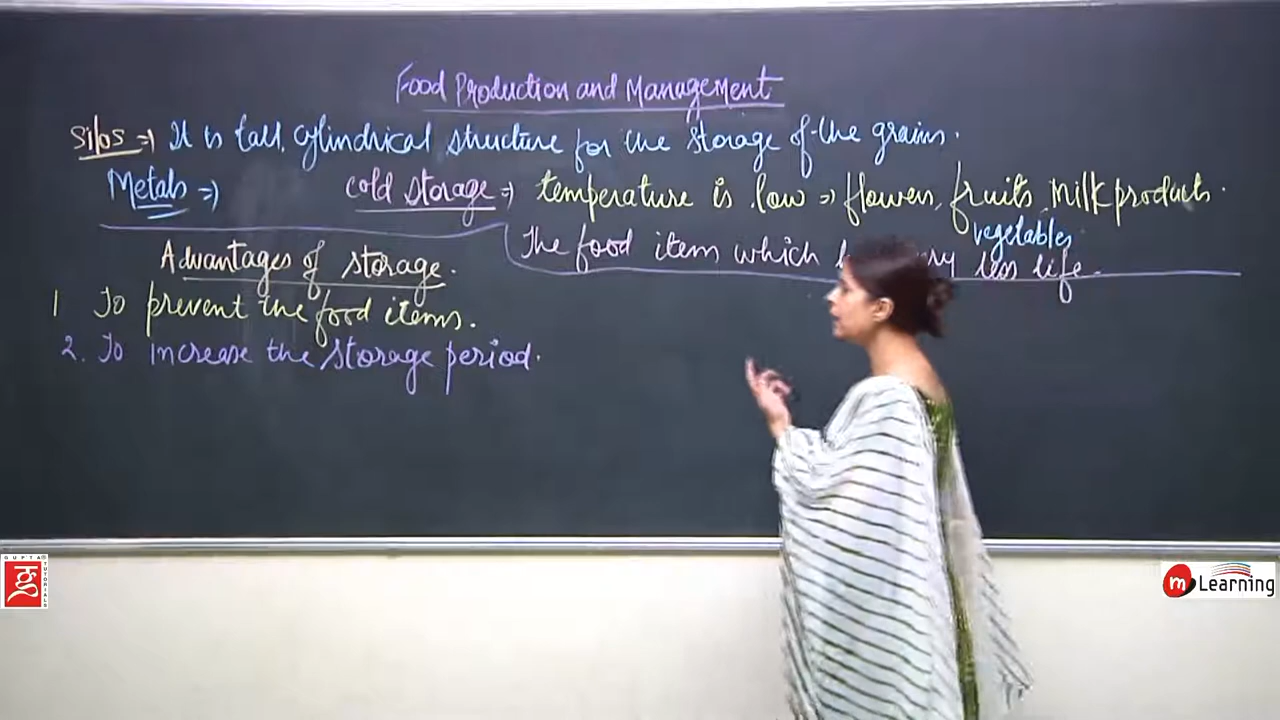 Food Production and Management
Silos => It is tall, cylindrical structure for the storage of the grains.
Metals => cold storage => temperature is low => flowers, fruits, Milk products.
vegetables
The food item which less life.
Advantages of storage.
1 To prevent the food items.
2. To increase the storage period.
GUPTA TUTORIALS
m Learning